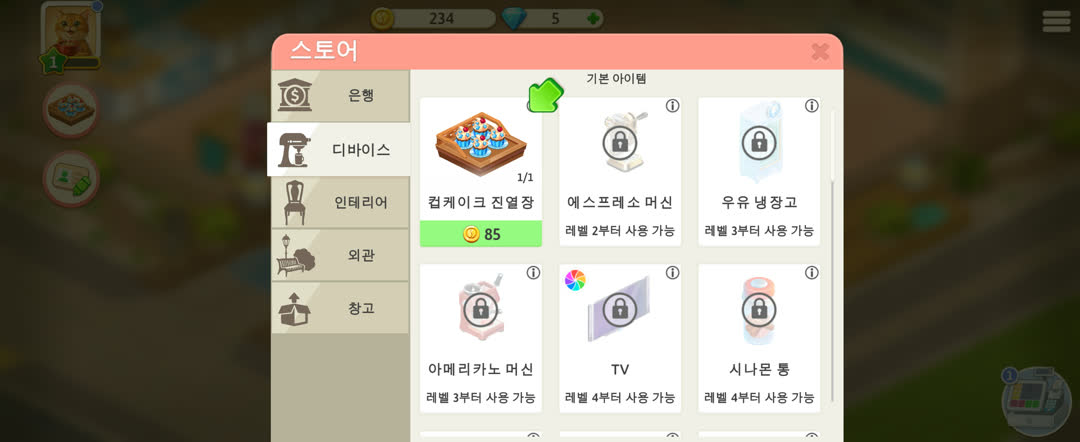 234
5
1
스토어
은행
디바이스
인테리어
외관
창고
기본 아이템
1/1
컵케이크 진열장
85
에스프레소 머신
레벨 2부터 사용 가능
우유 냉장고
레벨 3부터 사용 가능
아메리카노 머신
레벨 3부터 사용 가능
TV
레벨 4부터 사용 가능
시나몬 통
레벨 4부터 사용 가능
1